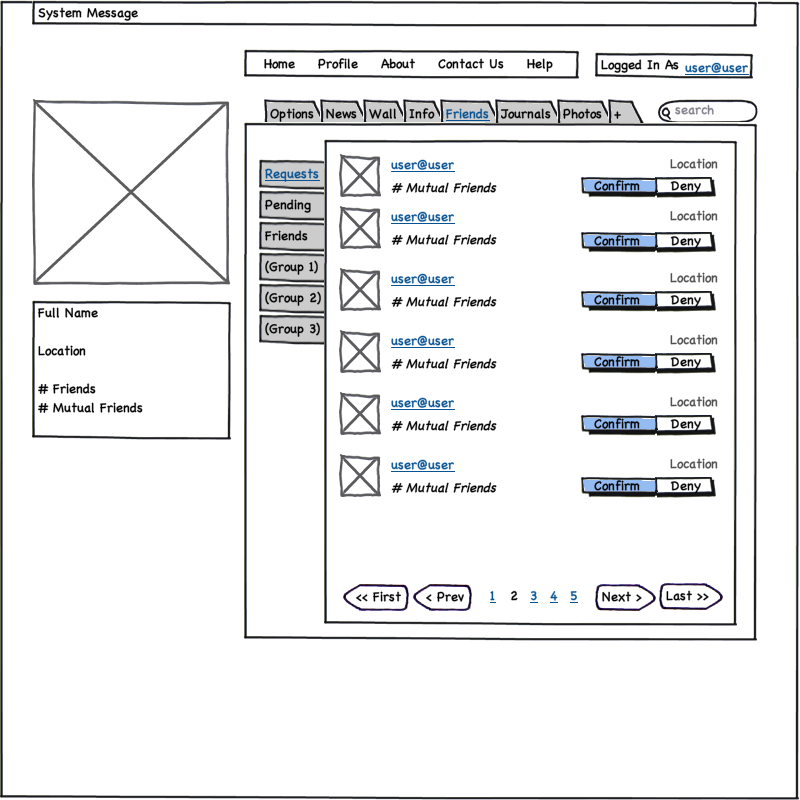 System Message
Home Profile About Contact Us Help
Logged In As user@user
Options News Wall Info Friends Journals Photos +
search
Requests
Pending
Friends
(Group 1)
(Group 2)
(Group 3)
user@user Location
# Mutual Friends Confirm Deny
user@user Location
# Mutual Friends Confirm Deny
user@user Location
# Mutual Friends Confirm Deny
user@user Location
# Mutual Friends Confirm Deny
user@user Location
# Mutual Friends Confirm Deny
user@user Location
# Mutual Friends Confirm Deny
<< First < Prev 1 2 3 4 5 Next > Last >>
Full Name
Location
# Friends
# Mutual Friends